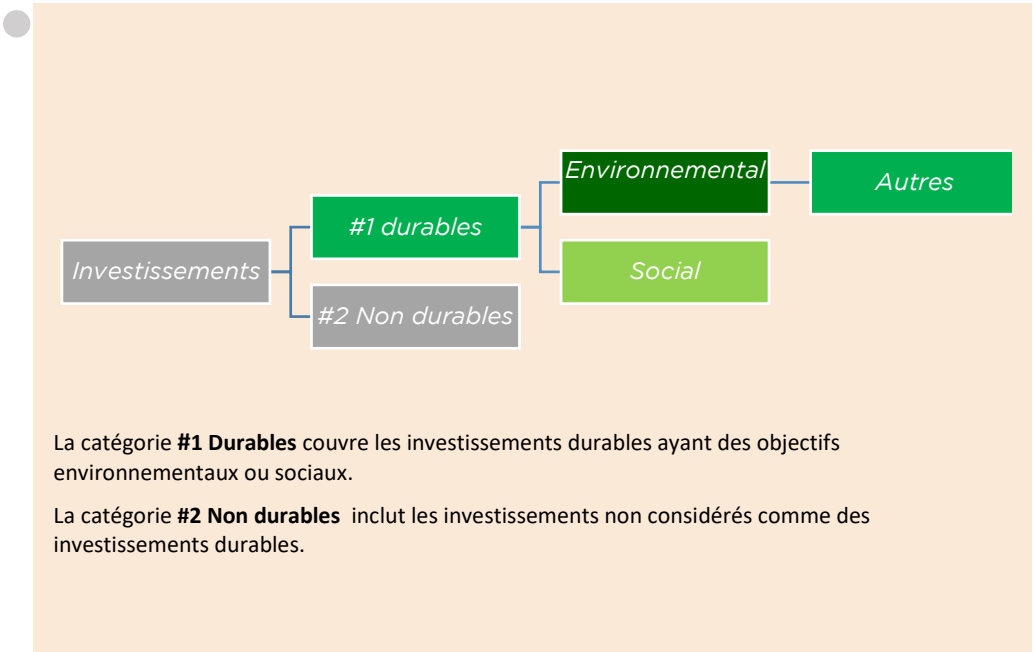 Environnemental
Autres
#1 durables
Investissements
Social
#2 Non durables
La catégorie #1 Durables couvre les investissements durables ayant des objectifs
environnementaux ou sociaux.
La catégorie #2 Non durables inclut les investissements non considérés comme des
investissements durables.